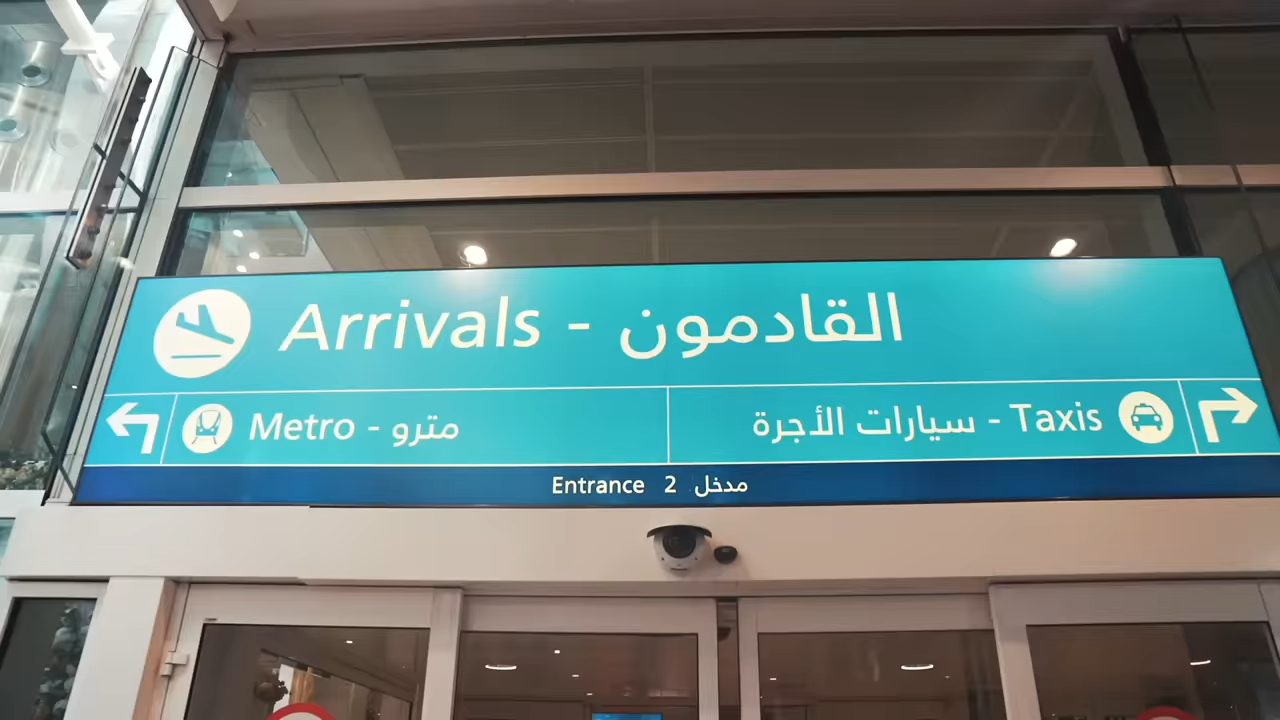 Arrivals - القادمون
Metro - مترو
سيارات الأجرة - Taxis
Entrance 2 مدخل